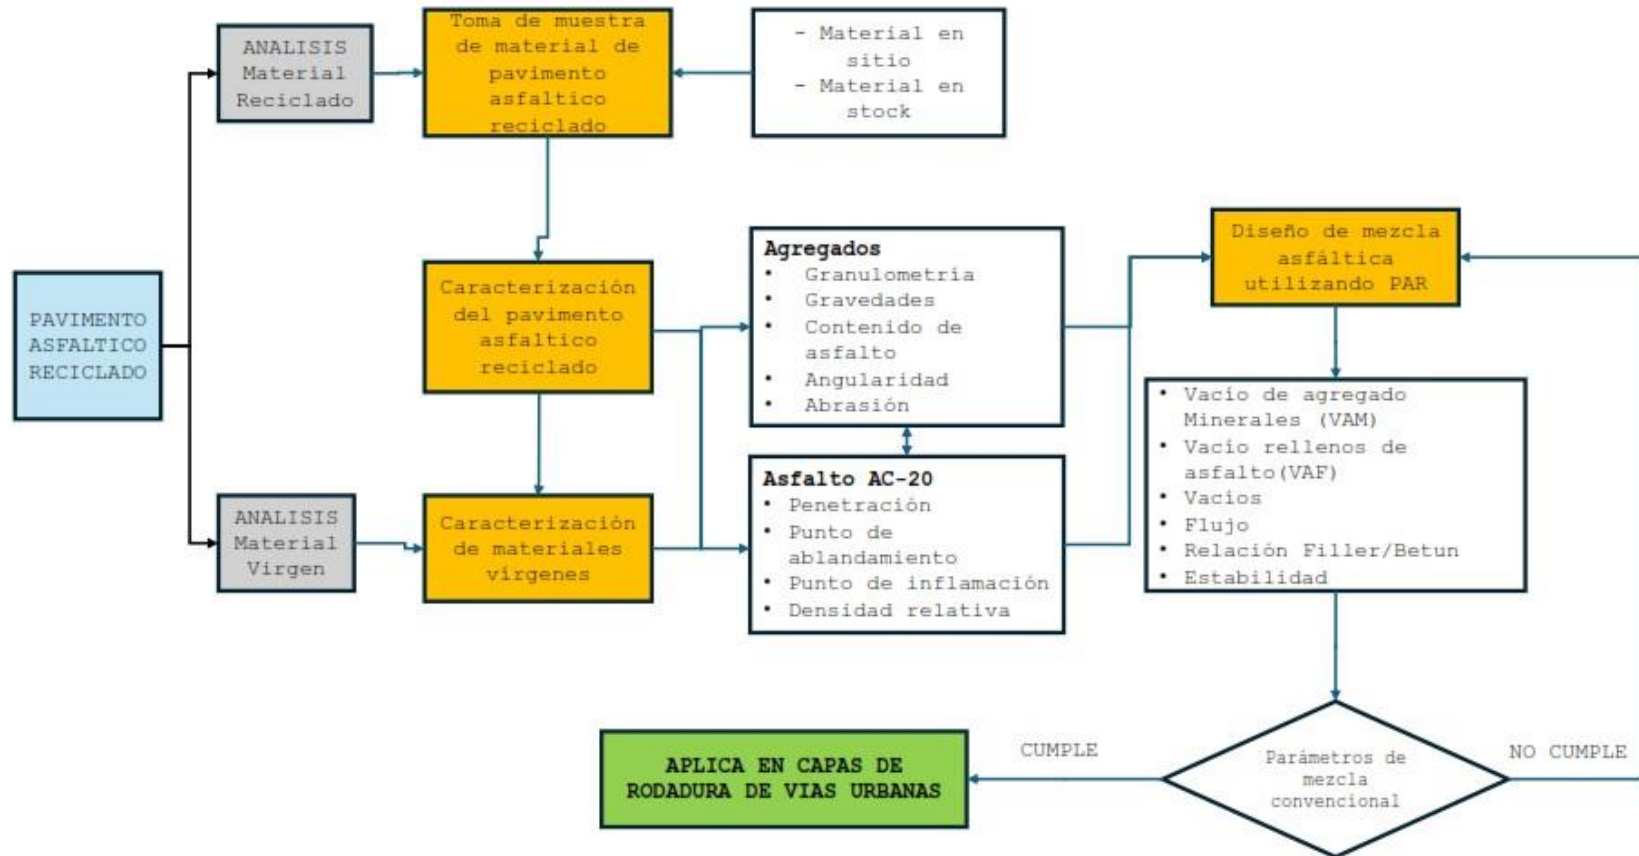 PAVIMENTO
ASFALTICO
RECICLADO
ANALISIS
Material
Reciclado
Toma de muestra
de material de
pavimento
asfaltico
reciclado
- Material en
sitio
- Material en
stock
Caracterización
del pavimento
asfaltico
reciclado
ANALISIS
Material
Virgen
Caracterización
de materiales
vírgenes
Agregados
• Granulometría
• Gravedades
• Contenido de
asfalto
• Angularidad
• Abrasión
Asfalto AC-20
• Penetración
• Punto de
ablandamiento
• Punto de inflamación
• Densidad relativa
Diseño de mezcla
asfáltica
utilizando PAR
• Vacío de agregado
Minerales (VAM)
• Vacío rellenos de
asfalto(VAF)
• Vacíos
• Flujo
• Relación Filler/Betun
• Estabilidad
Parámetros de
mezcla
convencional
NO CUMPLE
CUMPLE
APLICA EN CAPAS DE
RODADURA DE VIAS URBANAS